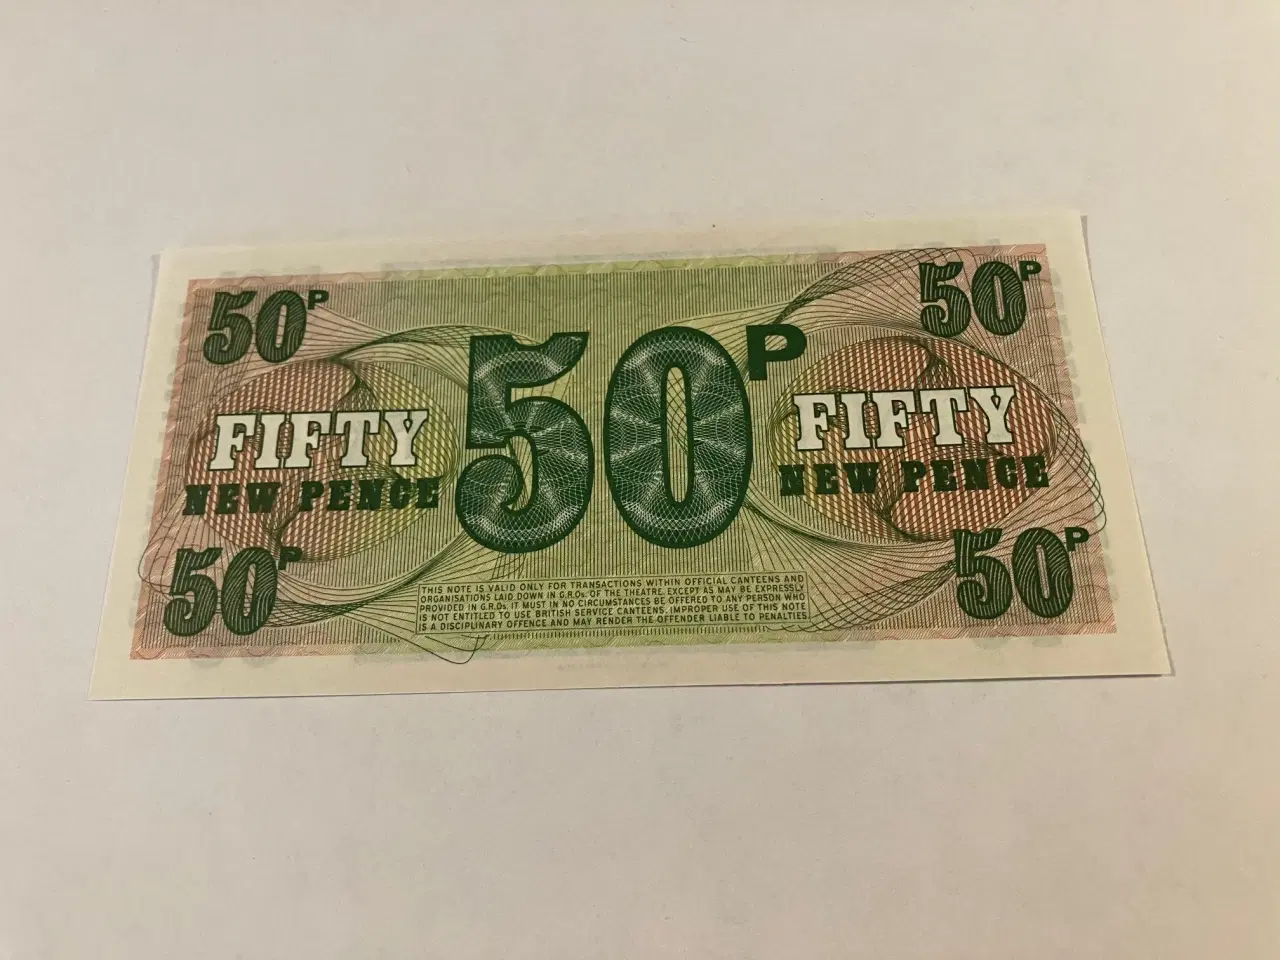 50P
50P
50P
FIFTY
NEW PENCE
FIFTY
NEW PENCE
50P
50P
THIS NOTE IS VALID ONLY FOR TRANSACTIONS WITHIN OFFICIAL CANTEENS AND
ORGANISATIONS LAID DOWN IN G.R.Os. OF THE THEATRE. EXCEPT AS MAY BE EXPRESSLY
PROVIDED IN G.R.Os. IT MUST IN NO CIRCUMSTANCES BE OFFERED TO ANY PERSON WHO
IS NOT ENTITLED TO USE BRITISH SERVICE CANTEENS. IMPROPER USE OF THIS NOTE
IS A DISCIPLINARY OFFENCE AND MAY RENDER THE OFFENDER LIABLE TO PENALTIES.